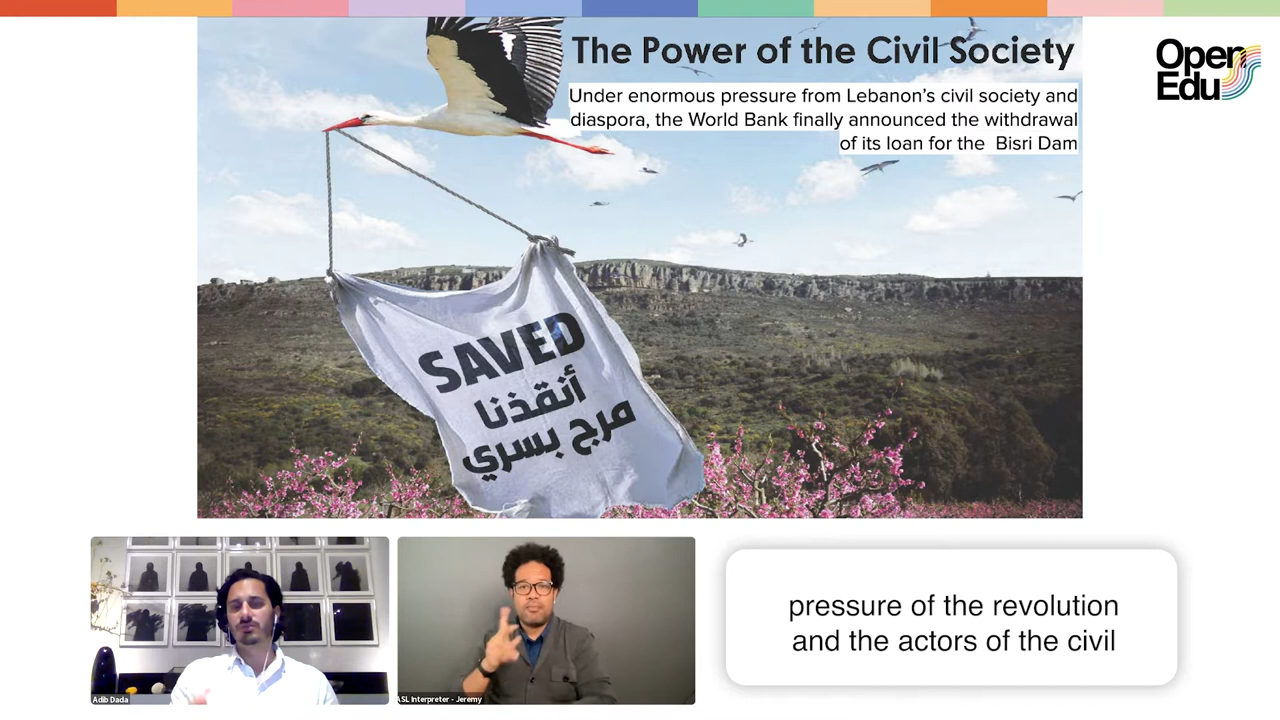 The Power of the Civil Society
Under enormous pressure from Lebanon's civil society and
diaspora, the World Bank finally announced the withdrawal
of its loan for the  Bisri Dam
Open
Edu
SAVED
أنقذنا
مرج بسري
Adib Dada
ASL Interpreter - Jeremy
pressure of the revolution
and the actors of the civil